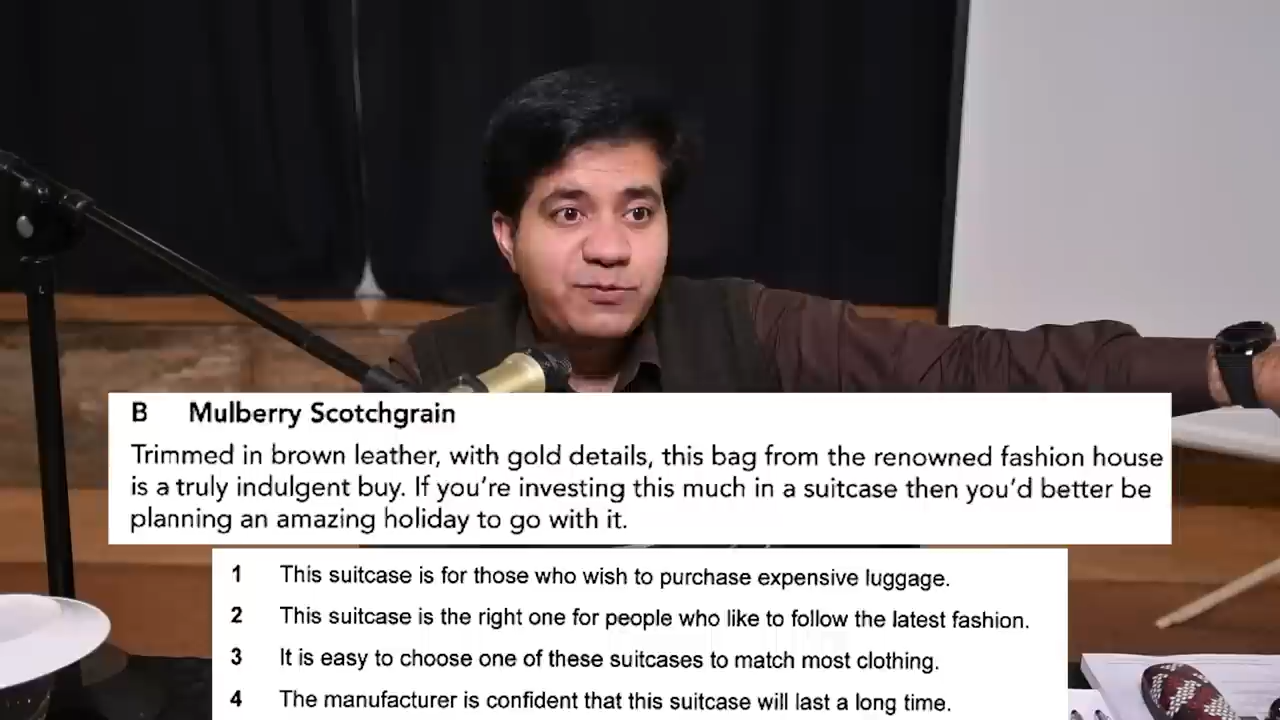 B Mulberry Scotchgrain
Trimmed in brown leather, with gold details, this bag from the renowned fashion house
is a truly indulgent buy. If you're investing this much in a suitcase then you'd better be
planning an amazing holiday to go with it.
1 This suitcase is for those who wish to purchase expensive luggage.
2 This suitcase is the right one for people who like to follow the latest fashion.
3 It is easy to choose one of these suitcases to match most clothing.
4 The manufacturer is confident that this suitcase will last a long time.